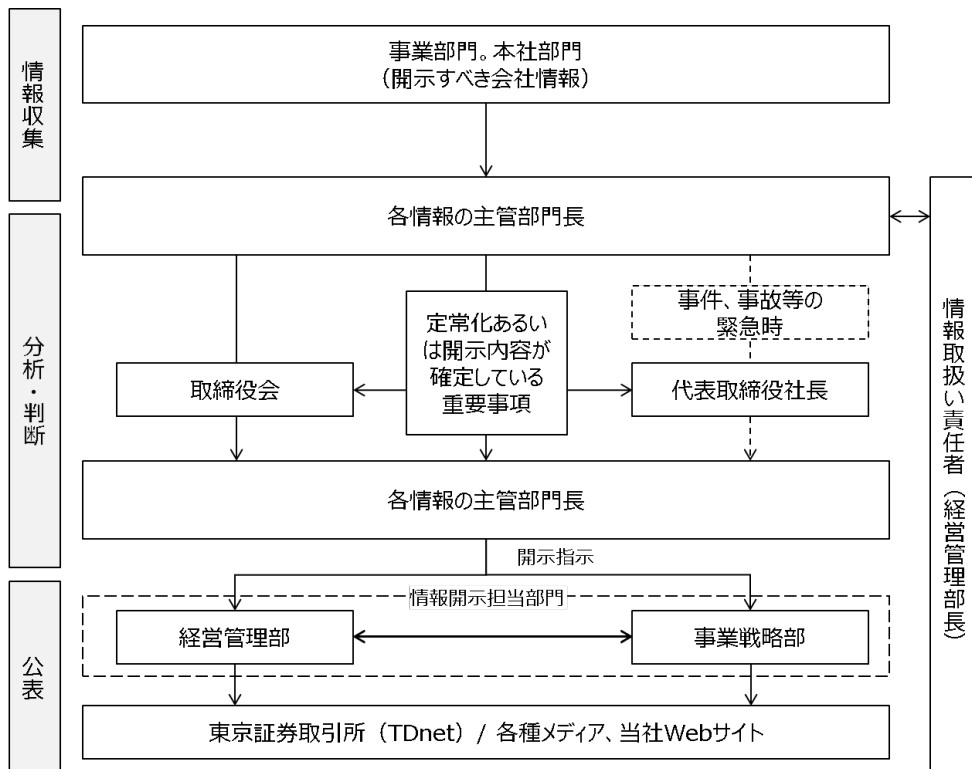 情報収集
事業部門。本社部門
（開示すべき会社情報）
各情報の主管部門長
情報取扱い責任者（経営管理部長）
分析・判断
定常化あるい
は開示内容が
確定している
重要事項
事件、事故等の
緊急時
取締役会
代表取締役社長
各情報の主管部門長
開示指示
公表
情報開示担当部門
経営管理部
事業戦略部
東京証券取引所（TDnet）/ 各種メディア、当社Webサイト